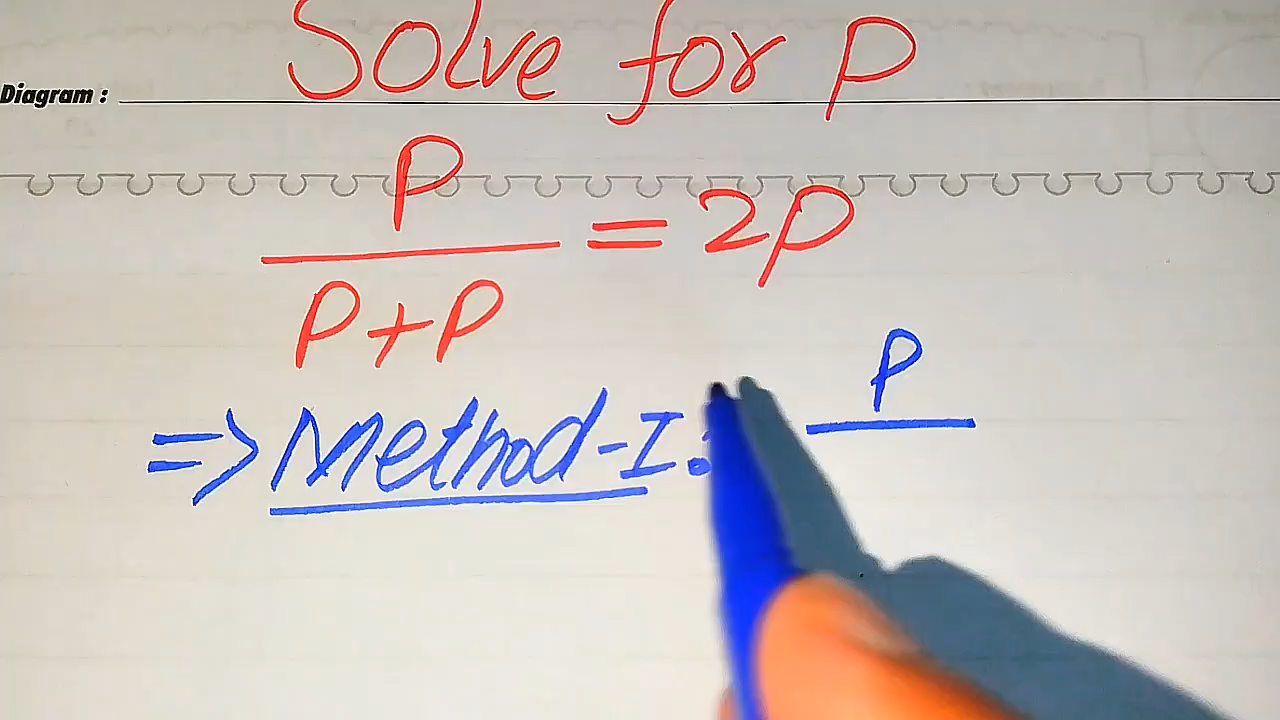 Solve for P
Diagram :
P
P+P
= 2P
=> Method-I :
P